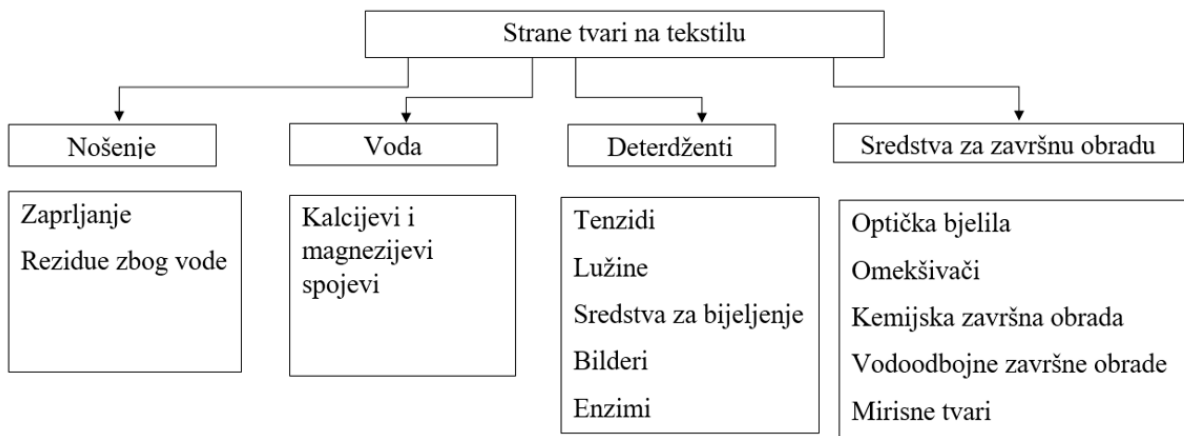 Strane tvari na tekstilu
Nošenje
Voda
Deterdženti
Sredstva za završnu obradu
Zaprljanje
Rezidue zbog vode
Kalcijevi i
magnezijevi
spojevi
Tenzidi
Lužine
Sredstva za bijeljenje
Bilderi
Enzimi
Optička bjelila
Omekšivači
Kemijska završna obrada
Vodoodbojne završne obrade
Mirisne tvari